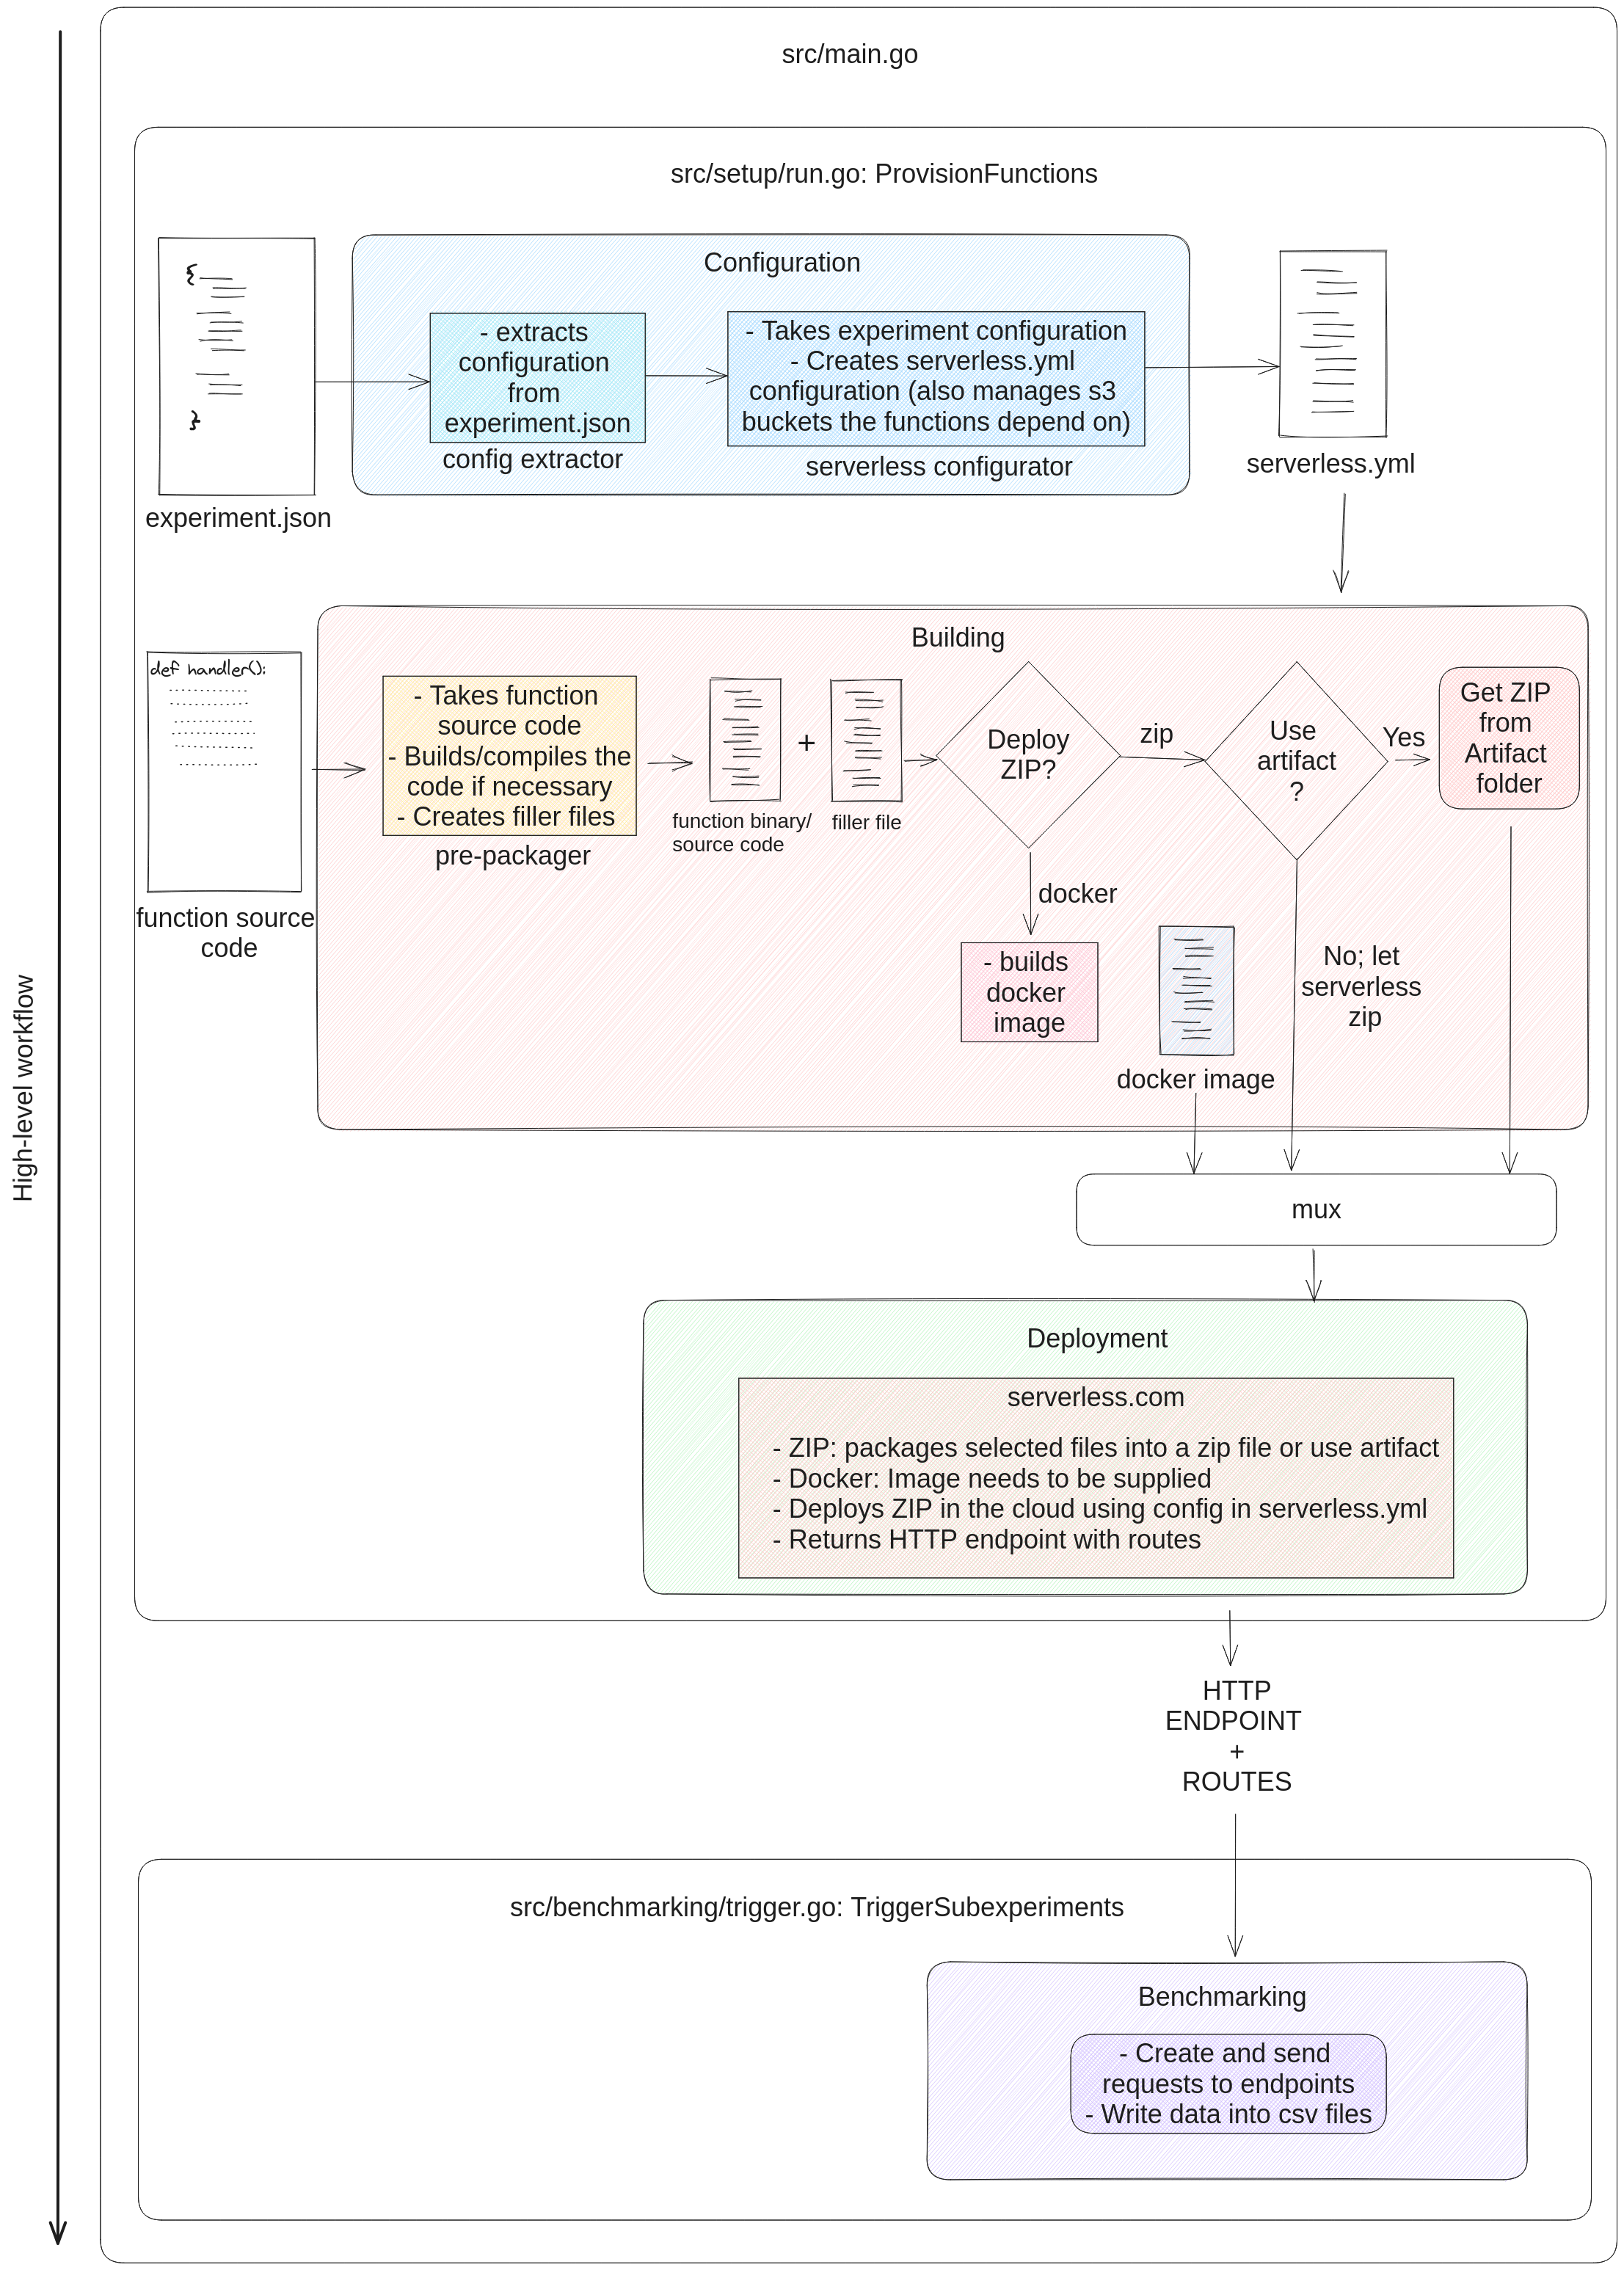 src/main.go
src/setup/run.go: ProvisionFunctions
Configuration
- extracts
configuration
from
experiment.json
config extractor
- Takes experiment configuration
- Creates serverless.yml
configuration (also manages s3
buckets the functions depend on)
serverless configurator
{
}
experiment.json
serverless.yml
Building
def handler():
function source
code
- Takes function
source code
- Builds/compiles the
code if necessary
- Creates filler files
pre-packager
+
function binary/
source code
filler file
Deploy
ZIP?
zip
Use
artifact
?
Yes
Get ZIP
from
Artifact
folder
docker
- builds
docker
image
docker image
No; let
serverless
zip
mux
High-level workflow
Deployment
serverless.com
- ZIP: packages selected files into a zip file or use artifact
- Docker: Image needs to be supplied
- Deploys ZIP in the cloud using config in serverless.yml
- Returns HTTP endpoint with routes
HTTP
ENDPOINT
+
ROUTES
src/benchmarking/trigger.go: TriggerSubexperiments
Benchmarking
- Create and send
requests to endpoints
- Write data into csv files